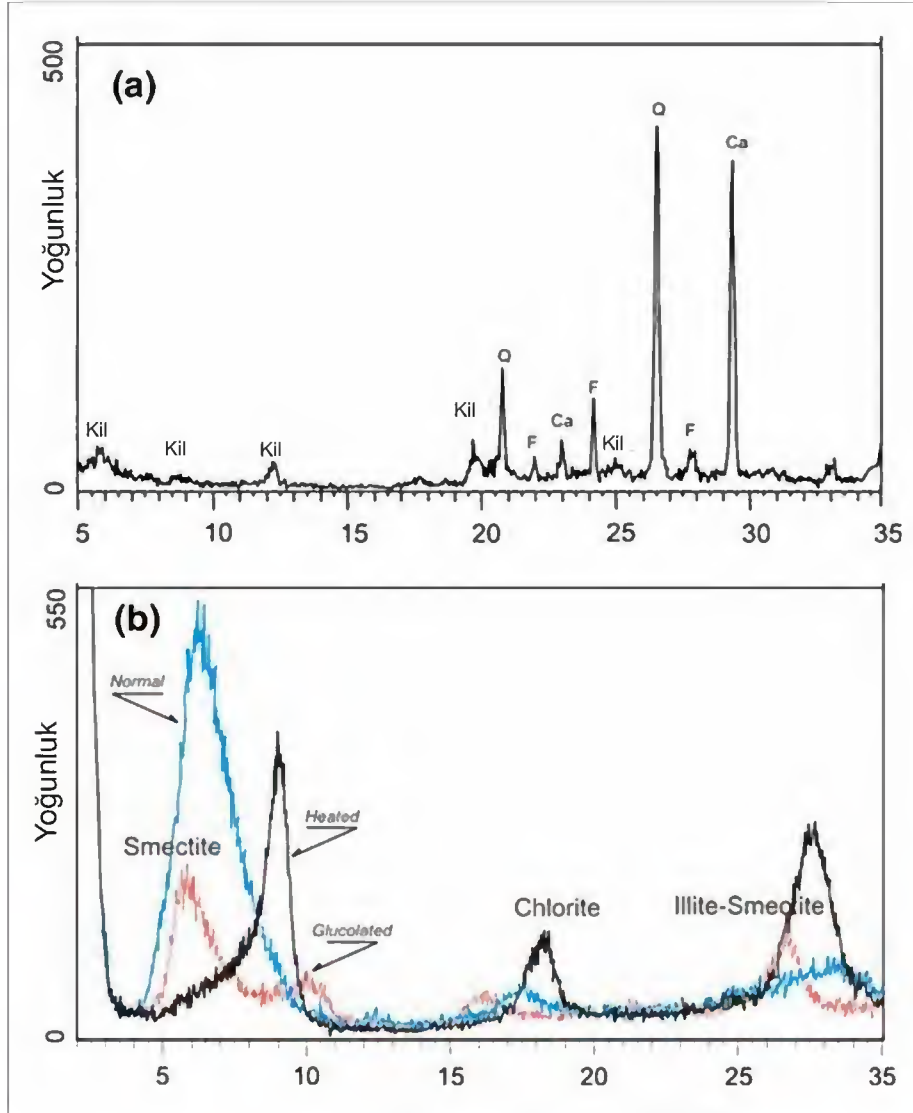 500
(a)
Yoğunluk
0
Kil
Kil
Kil
Kil
Q
F
Ca
F
Kil
Q
F
Ca
5 10 15 20 25 30 35
550
(b)
Yoğunluk
0
Normal
Smectite
Heated
Glucolated
Chlorite
Illite-Smectite
5 10 15 20 25 30 35